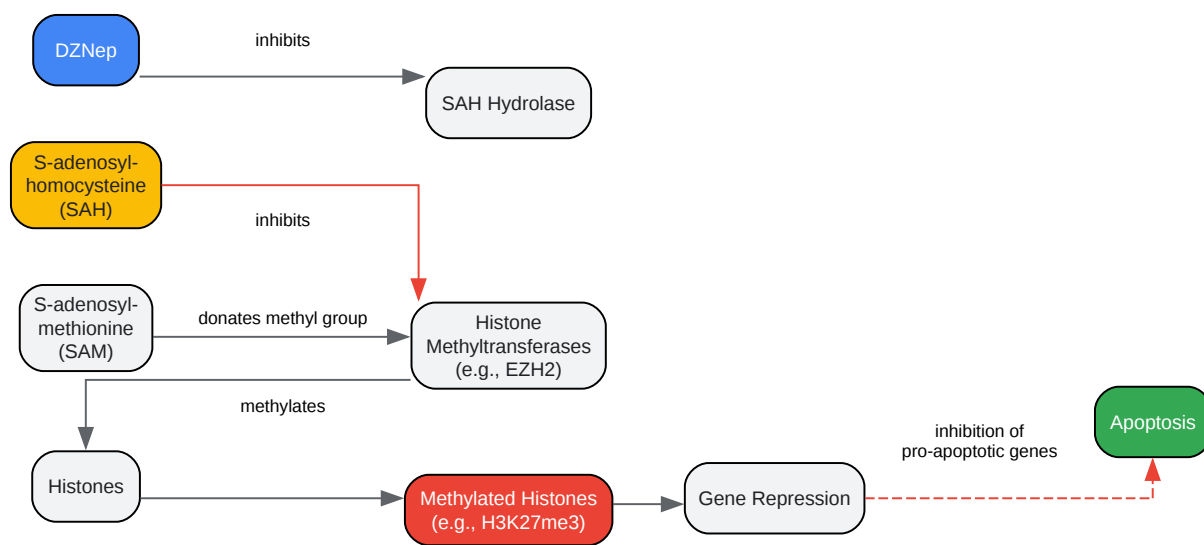 DZNep
inhibits
SAH Hydrolase
S-adenosyl-
homocysteine
(SAH)
inhibits
S-adenosyl-
methionine
(SAM)
donates methyl group
Histone
Methyltransferases
(e.g., EZH2)
methylates
Histones
Methylated Histones
(e.g., H3K27me3)
Gene Repression
inhibition of
pro-apoptotic genes
Apoptosis